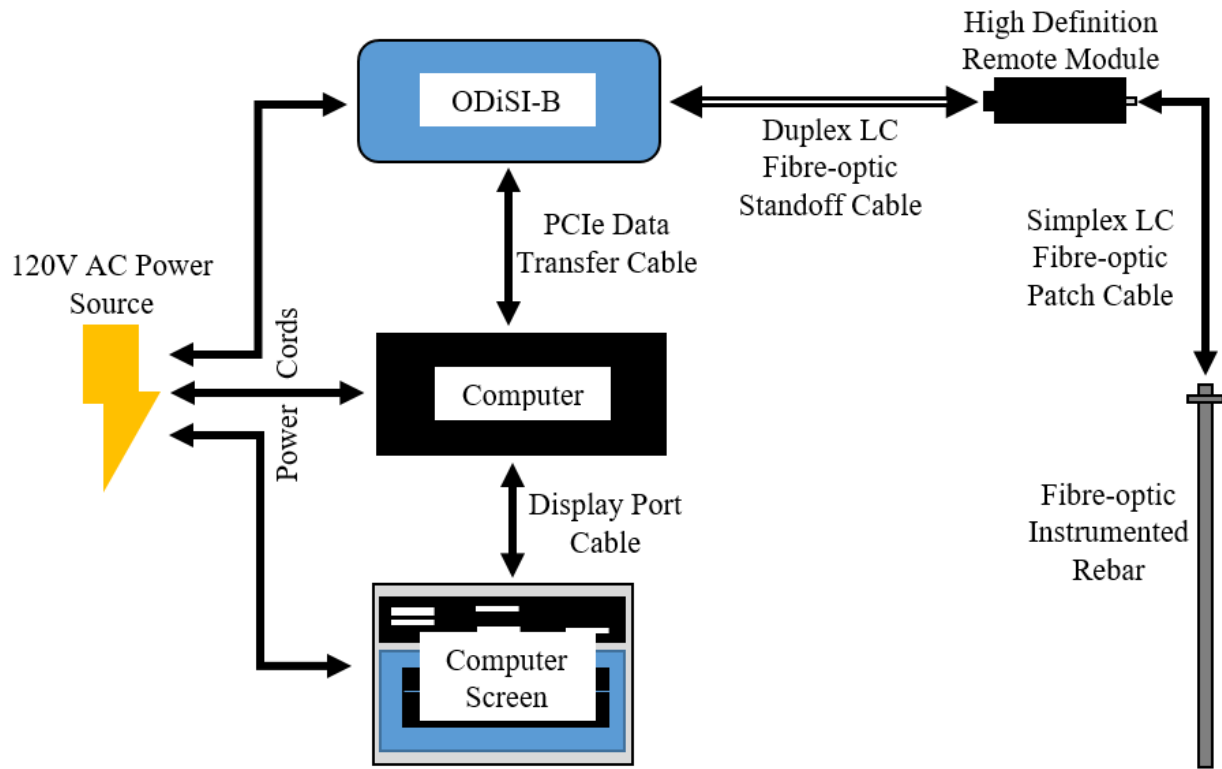 High Definition
Remote Module
ODiSI-B
Duplex LC
Fibre-optic
Standoff Cable
PCIe Data
Transfer Cable
Simplex LC
Fibre-optic
Patch Cable
120V AC Power
Source
Power Cords
Computer
Display Port
Cable
Fibre-optic
Instrumented
Rebar
Computer
Screen